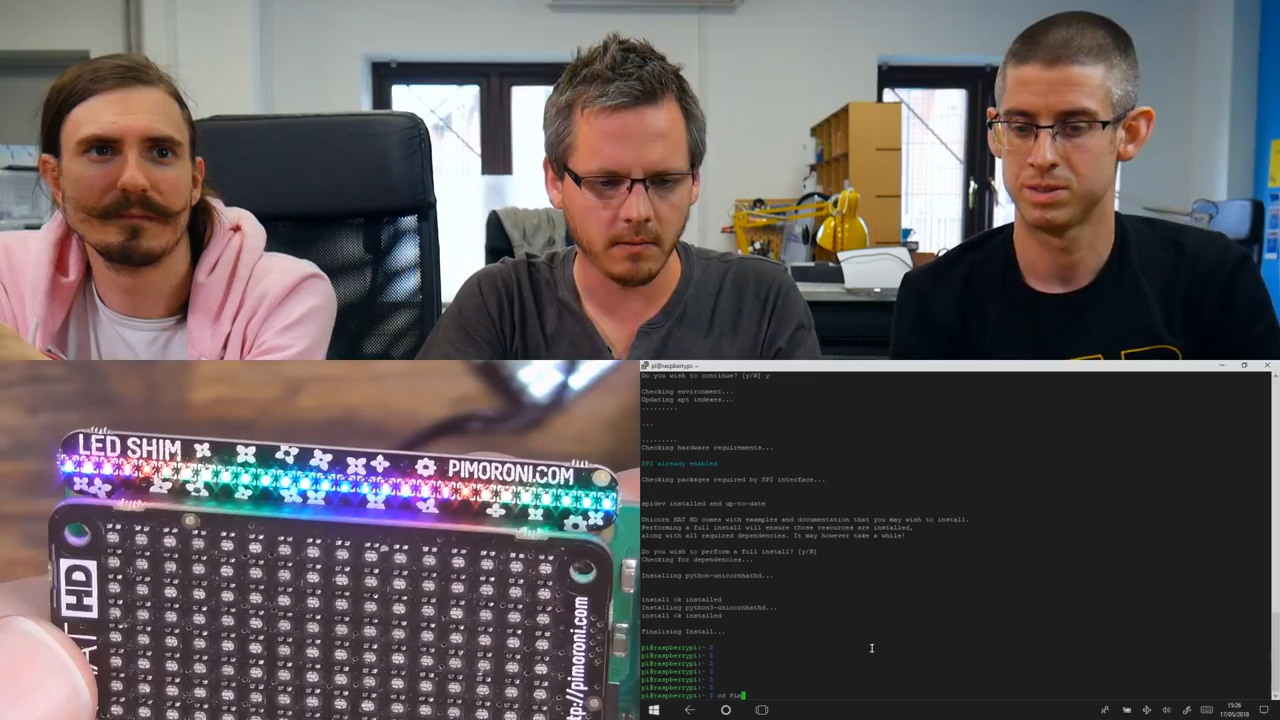 LED SHIM
PIMORONI.COM
HD
http://pimoroni.com
pi@raspberrypi: ~
Do you wish to continue? [y/N] y
Checking environment...
Updating apt indexes...
.........
...
.........
Checking hardware requirements...
SPI already enabled
Checking packages required by SPI interface...
spidev installed and up-to-date
Unicorn HAT HD comes with examples and documentation that you may wish to install.
Performing a full install will ensure those resources are installed,
along with all required dependencies. It may however take a while!
Do you wish to perform a full install? [y/N]
Checking for dependencies...
Installing python-unicornhathd...
install ok installed
Installing python3-unicornhathd...
install ok installed
Finalising Install...
pi@raspberrypi:~ $
pi@raspberrypi:~ $
pi@raspberrypi:~ $
pi@raspberrypi:~ $
pi@raspberrypi:~ $
pi@raspberrypi:~ $
pi@raspberrypi:~ $ cd Pim
15:26
17/05/2018